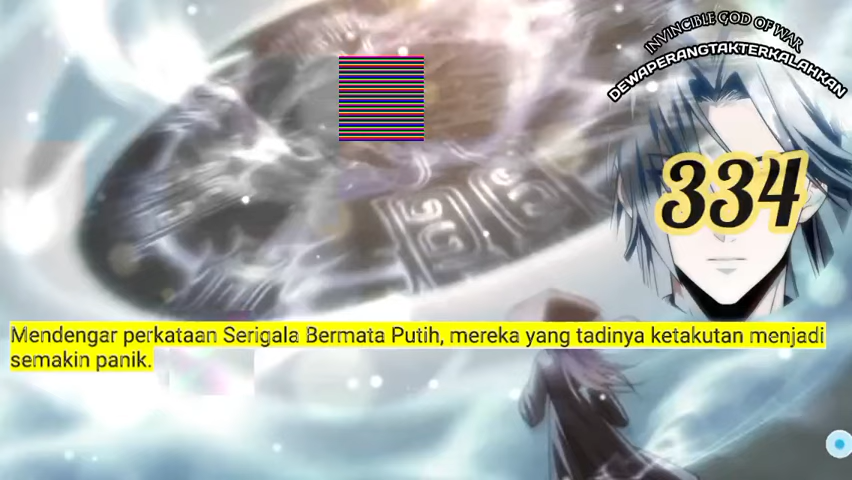 INVINCIBLE GOD OF WAR
DEWAPERANGTAKTERKALAHKAN
334
Mendengar perkataan Serigala Bermata Putih, mereka yang tadinya ketakutan menjadi
semakin panik.